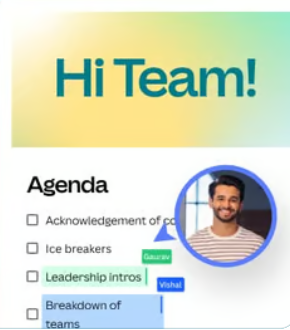 Hi Team!
Agenda
Acknowledgement of
Ice breakers
Gaurav
Leadership intros
Vishal
Breakdown of
teams